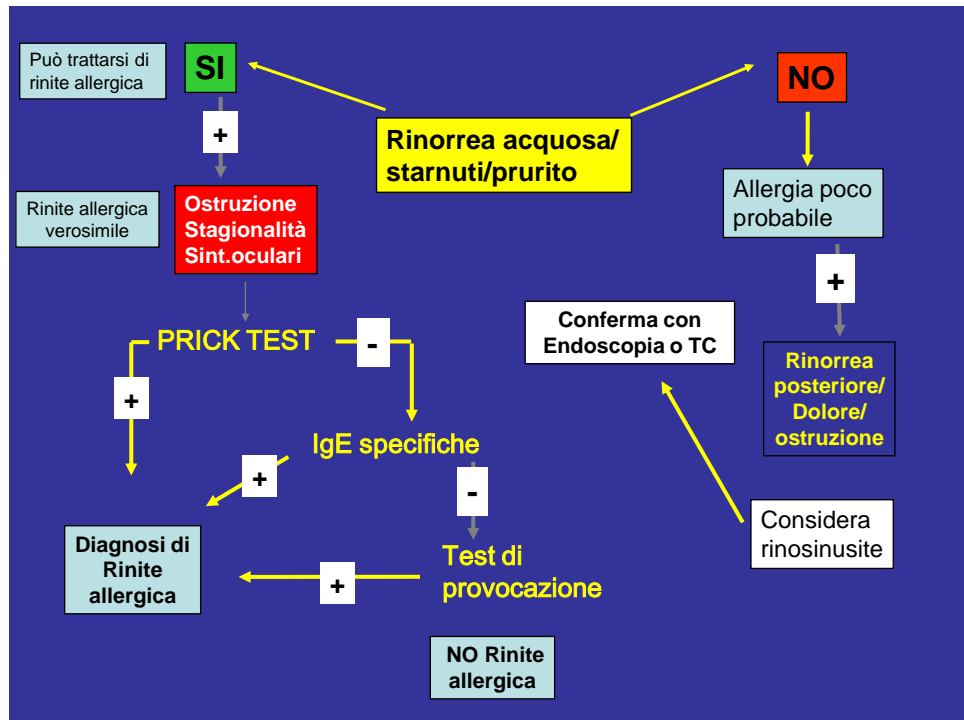 Può trattarsi di
rinite allergica
SI
NO
+
Rinorrea acquosa/
starnuti/prurito
Rinite allergica
verosimile
Ostruzione
Stagionalità
Sint.oculari
Allergia poco
probabile
+
PRICK TEST
-
+
Conferma con
Endoscopia o TC
Rinorrea
posteriore/
Dolore/
ostruzione
IgE specifiche
+
-
Considera
rinosinusite
Diagnosi di
Rinite
allergica
+
Test di
provocazione
NO Rinite
allergica